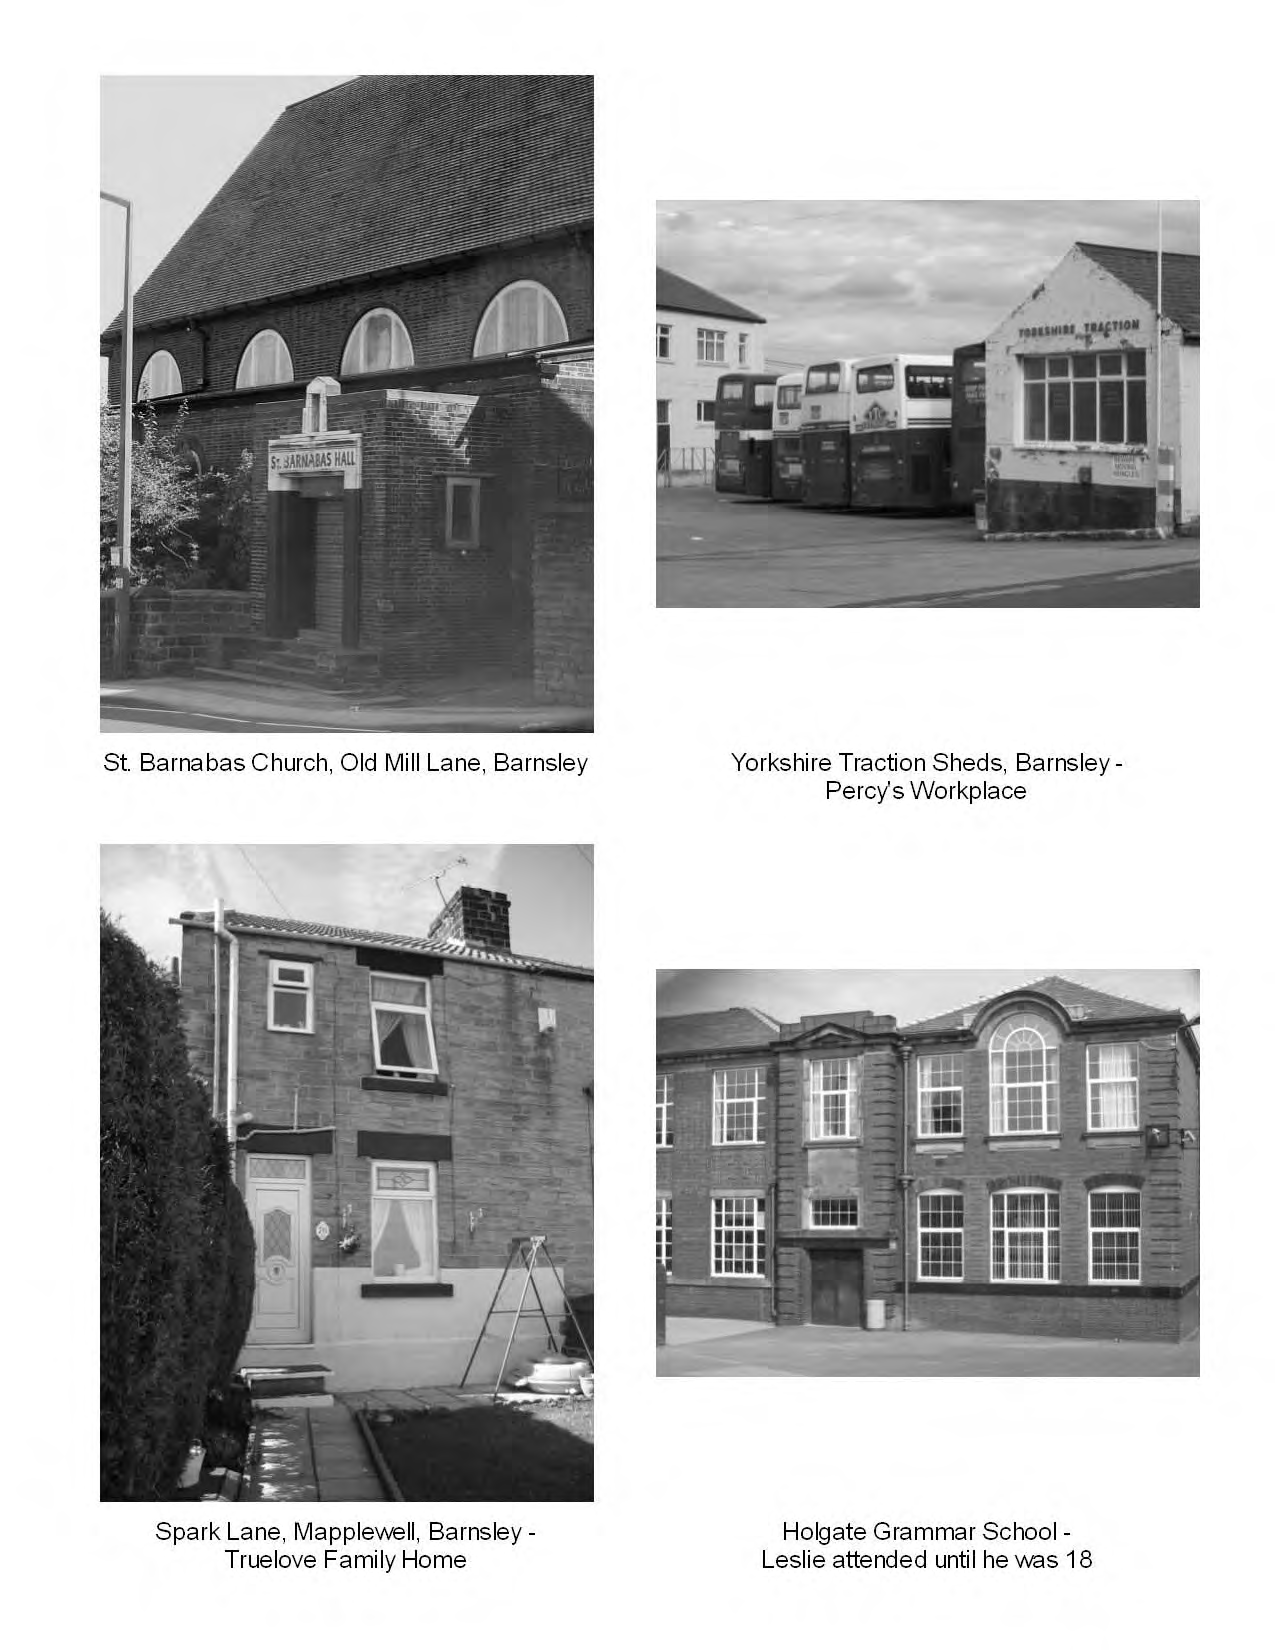 St. BARNABAS HALL
St. Barnabas Church, Old Mill Lane, Barnsley
YORKSHIRE TRACTION
Yorkshire Traction Sheds, Barnsley -
Percy's Workplace
Spark Lane, Mapplewell, Barnsley -
Truelove Family Home
Holgate Grammar School -
Leslie attended until he was 18